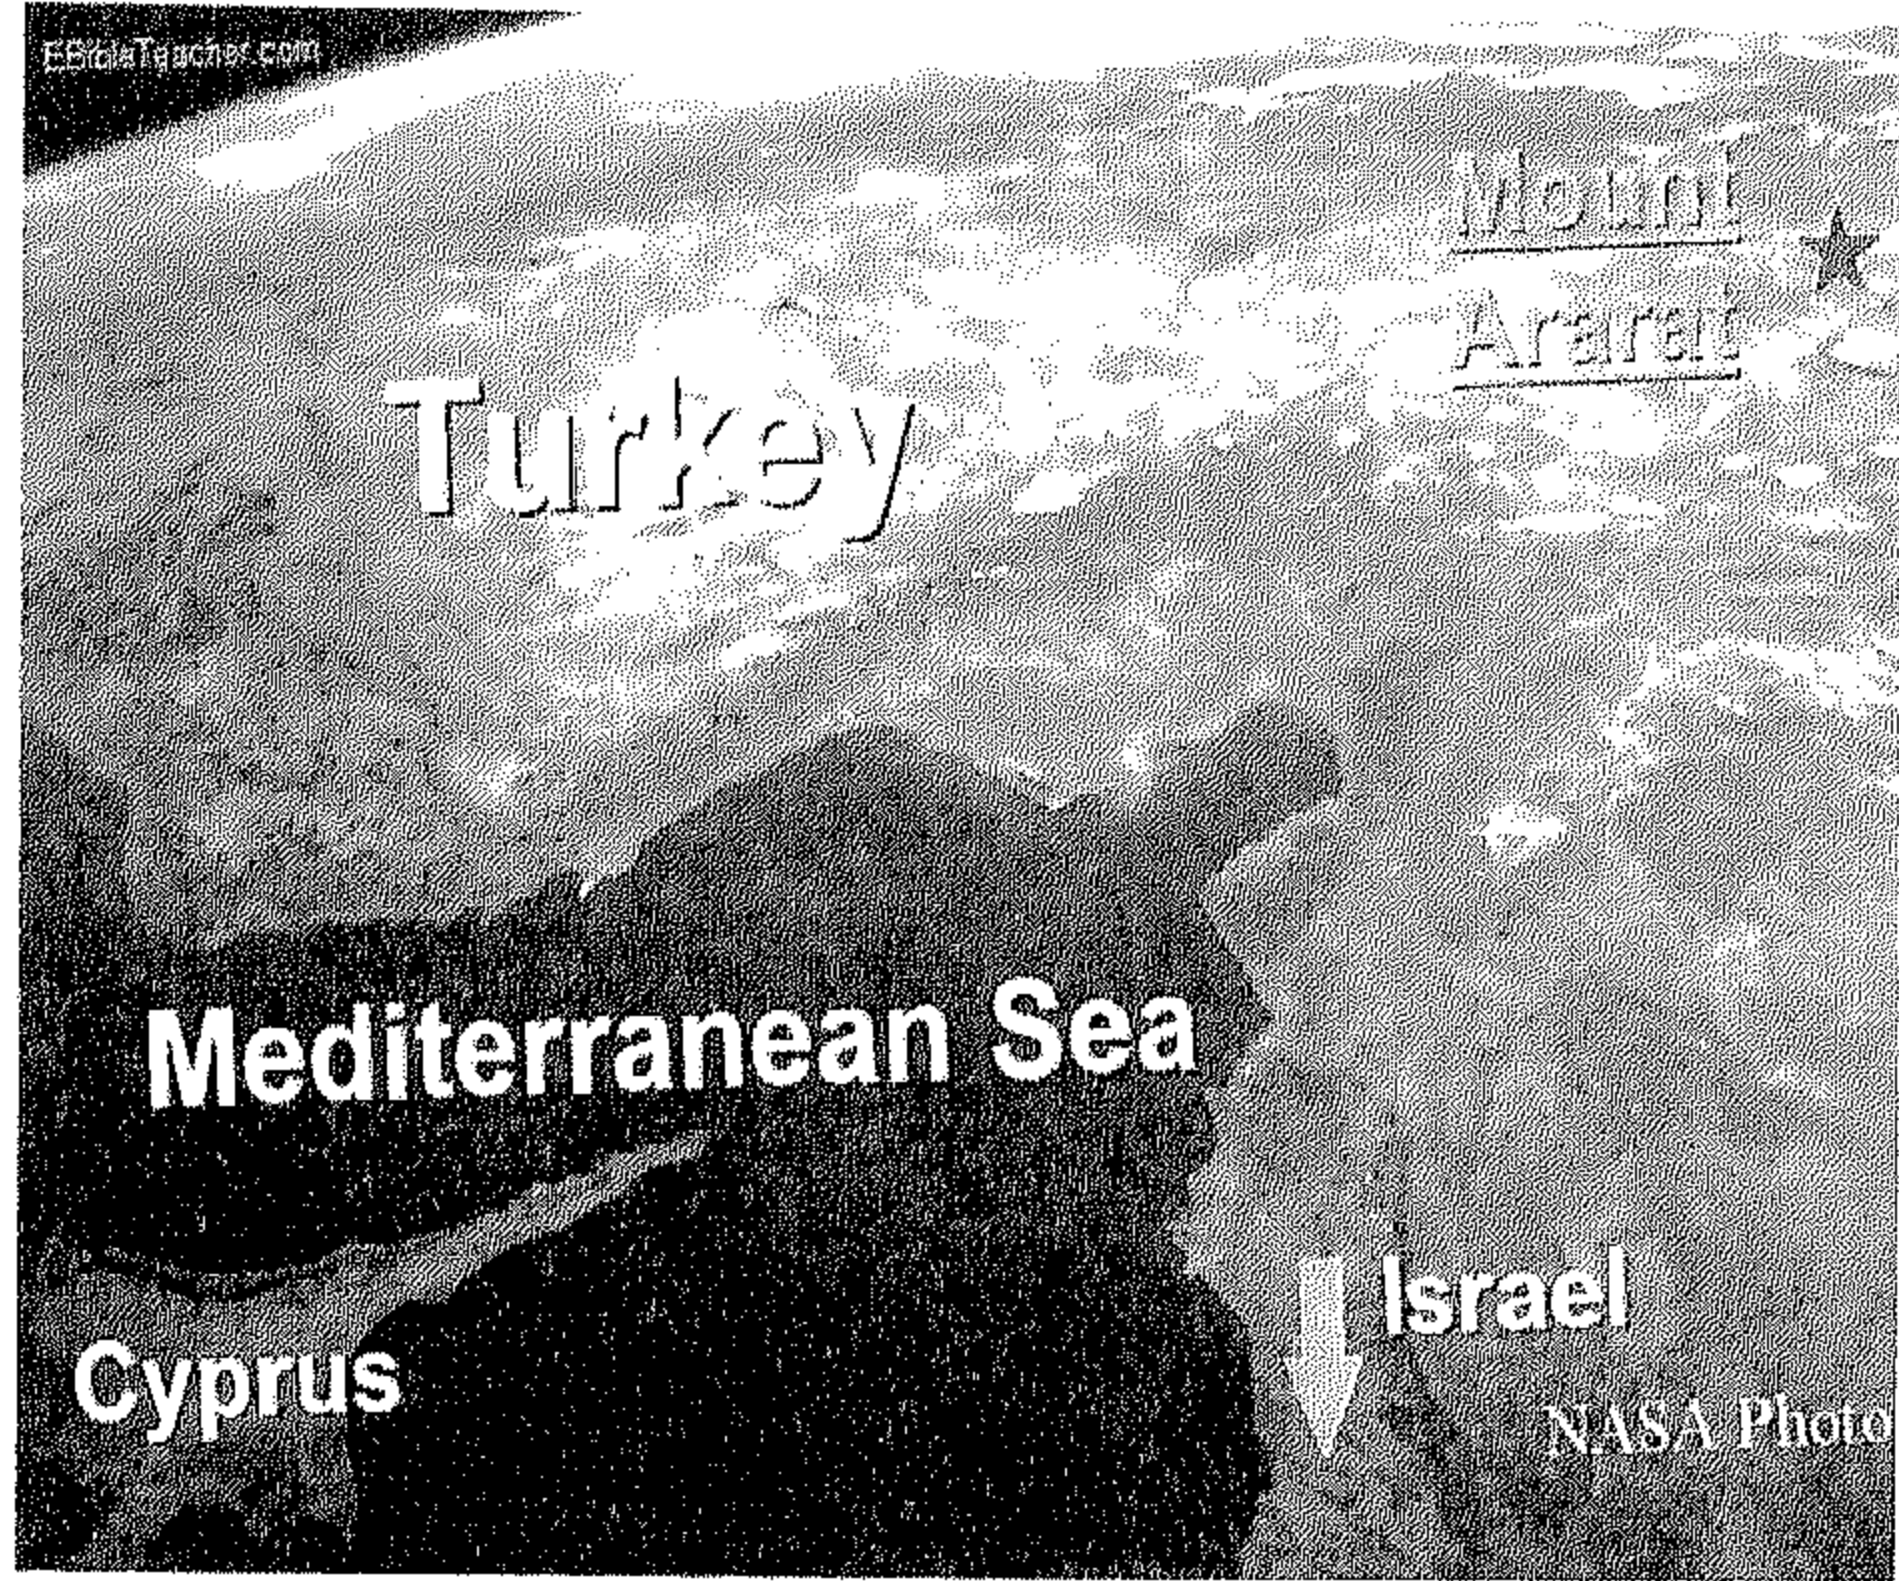 EBibleTeacher.com
Mount
Ararat
Turkey
Mediterranean Sea
Israel
Cyprus
NASA Photo